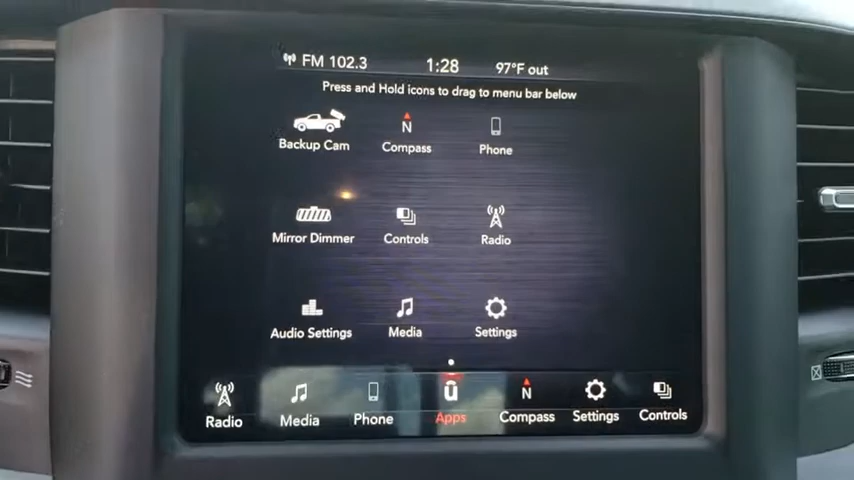 FM 102.3 1:28 97°F out
Press and Hold icons to drag to menu bar below
Backup Cam Compass Phone
N
Mirror Dimmer Controls Radio
Audio Settings Media Settings
Radio Media Phone Apps Compass Settings Controls
ū N